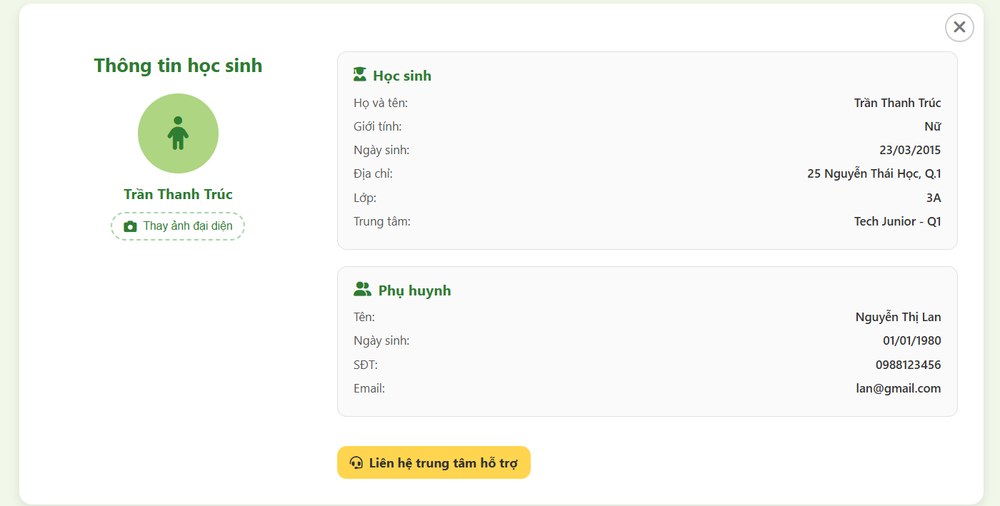 Thông tin học sinh
Trần Thanh Trúc
Thay ảnh đại diện
Học sinh
Họ và tên: Trần Thanh Trúc
Giới tính: Nữ
Ngày sinh: 23/03/2015
Địa chỉ: 25 Nguyễn Thái Học, Q.1
Lớp: 3A
Trung tâm: Tech Junior - Q1
Phụ huynh
Tên: Nguyễn Thị Lan
Ngày sinh: 01/01/1980
SĐT: 0988123456
Email: lan@gmail.com
Liên hệ trung tâm hỗ trợ